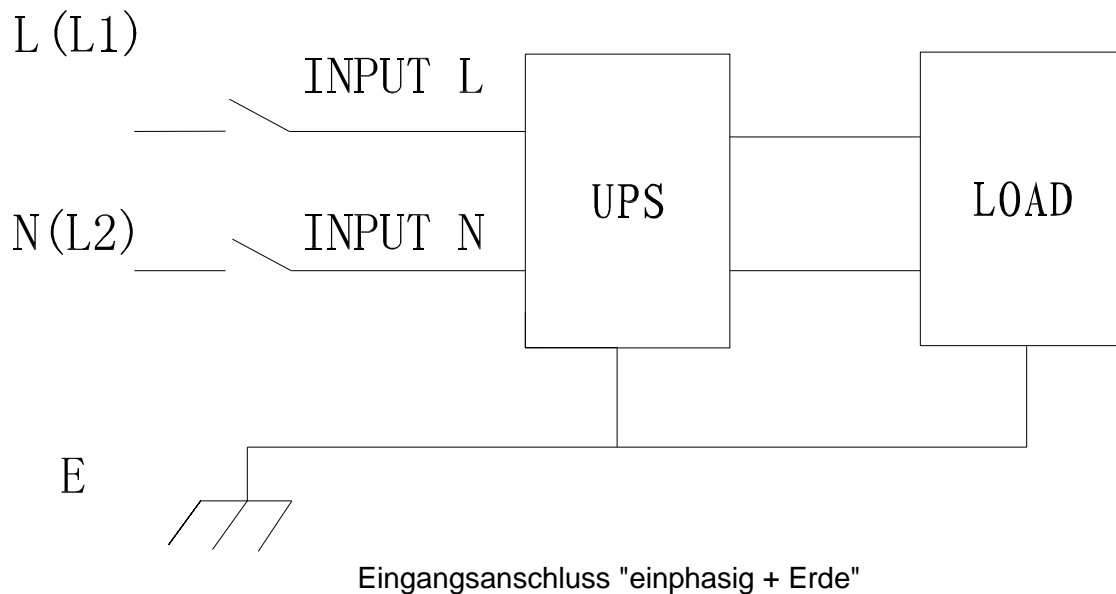 L(L1)
INPUT L
UPS
LOAD
N(L2)
INPUT N
E
Eingangsanschluss "einphasig + Erde"